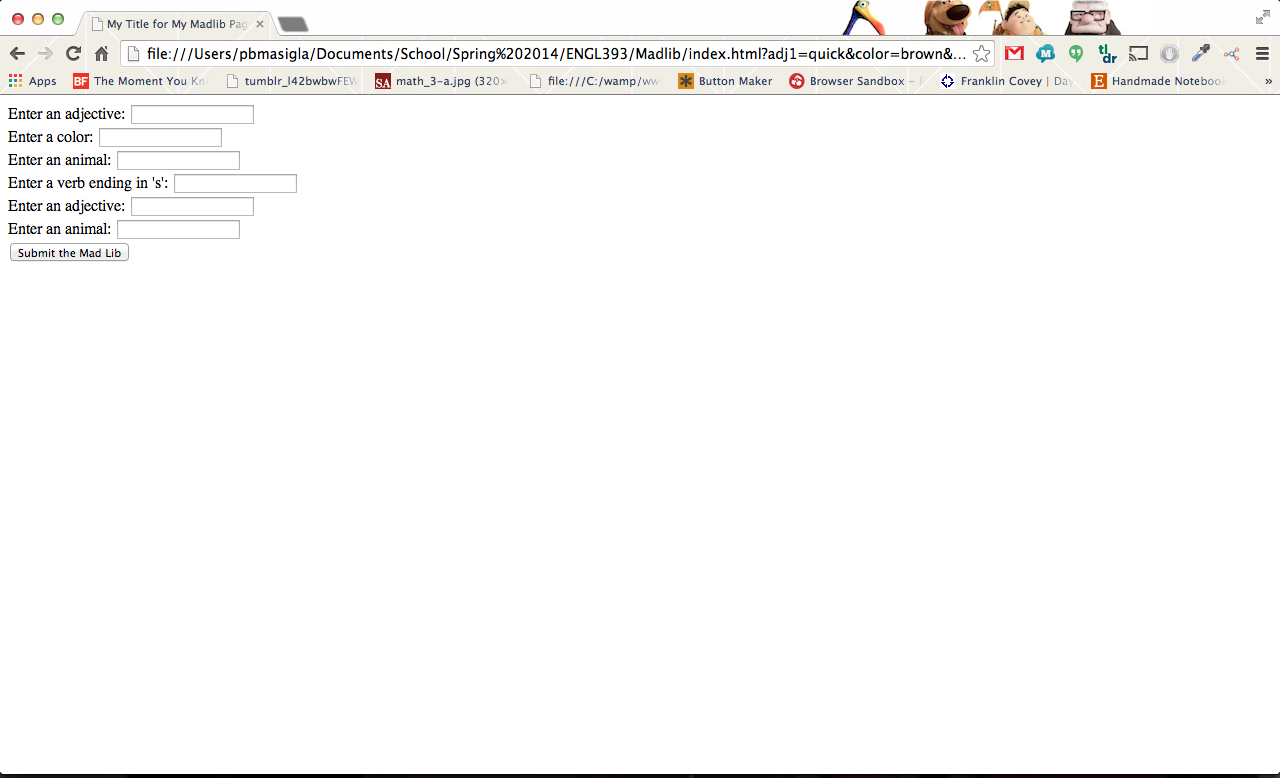 My Title for My Madlib Pag
file:///Users/pbmasigla/Documents/School/Spring%202014/ENGL393/Madlib/index.html?adj1=quick&color=brown&...
tl;dr
Apps BF The Moment You Kn tumblr_l42bwbwFEW SA math_3-a.jpg (320× file:///C:/wamp/ww Button Maker Browser Sandbox – Franklin Covey | Day E Handmade Noteboo »
Enter an adjective:
Enter a color:
Enter an animal:
Enter a verb ending in 's':
Enter an adjective:
Enter an animal:
Submit the Mad Lib